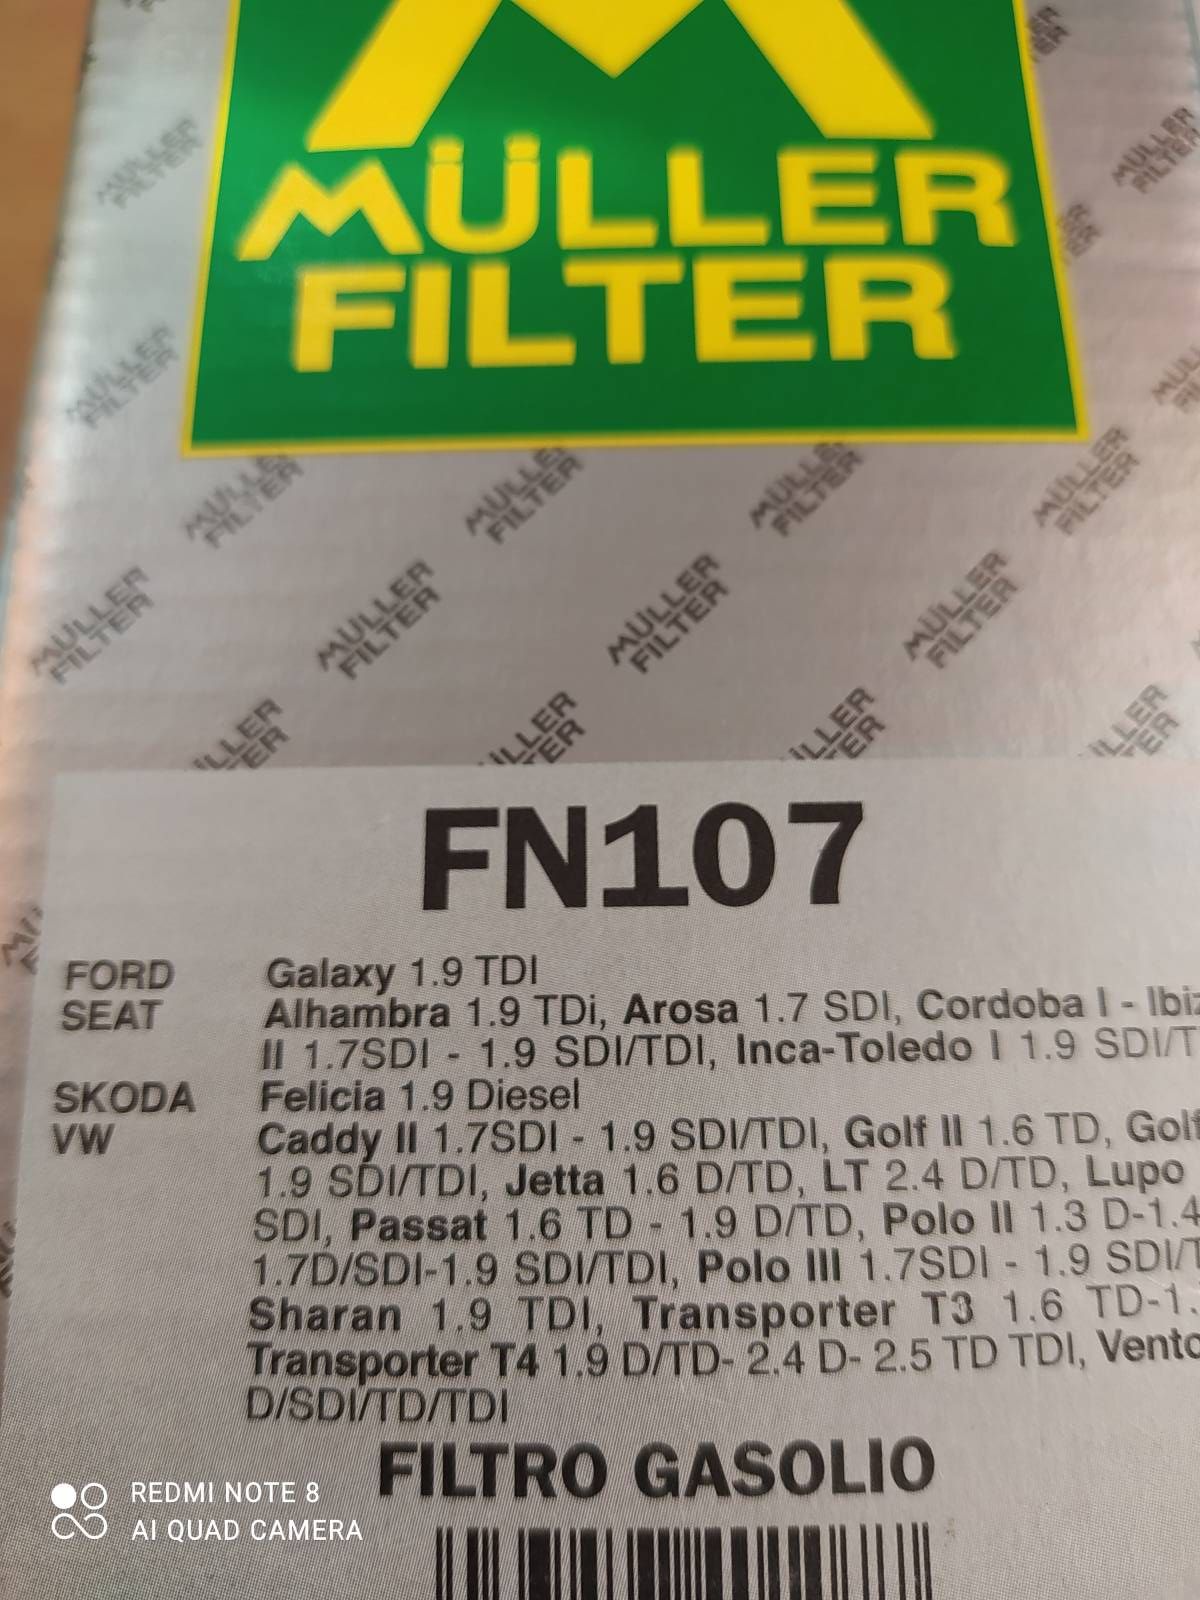 MÜLLER
FILTER
FN107
FORD Galaxy 1.9 TDI
SEAT Alhambra 1.9 TDi, Arosa 1.7 SDI, Cordoba I - Ibiz
II 1.7SDI - 1.9 SDI/TDI, Inca-Toledo I 1.9 SDI/T
SKODA Felicia 1.9 Diesel
VW Caddy II 1.7SDI - 1.9 SDI/TDI, Golf II 1.6 TD, Golf
1.9 SDI/TDI, Jetta 1.6 D/TD, LT 2.4 D/TD, Lupo
SDI, Passat 1.6 TD - 1.9 D/TD, Polo II 1.3 D-1.4
1.7D/SDI-1.9 SDI/TDI, Polo III 1.7SDI - 1.9 SDI/T
Sharan 1.9 TDI, Transporter T3 1.6 TD-1.
Transporter T4 1.9 D/TD- 2.4 D- 2.5 TD TDI, Vento
D/SDI/TD/TDI
FILTRO GASOLIO
REDMI NOTE 8
AI QUAD CAMERA